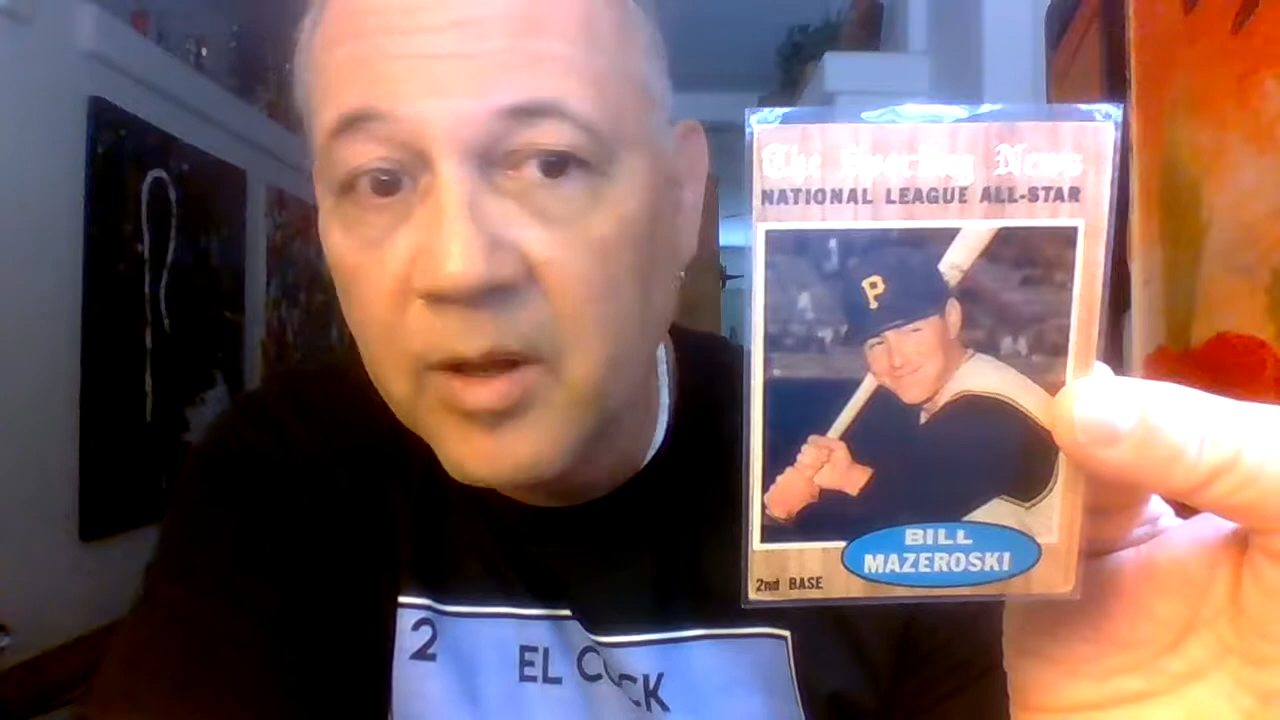 The Sporting News
NATIONAL LEAGUE ALL-STAR
P
BILL
MAZEROSKI
2nd BASE
2
EL